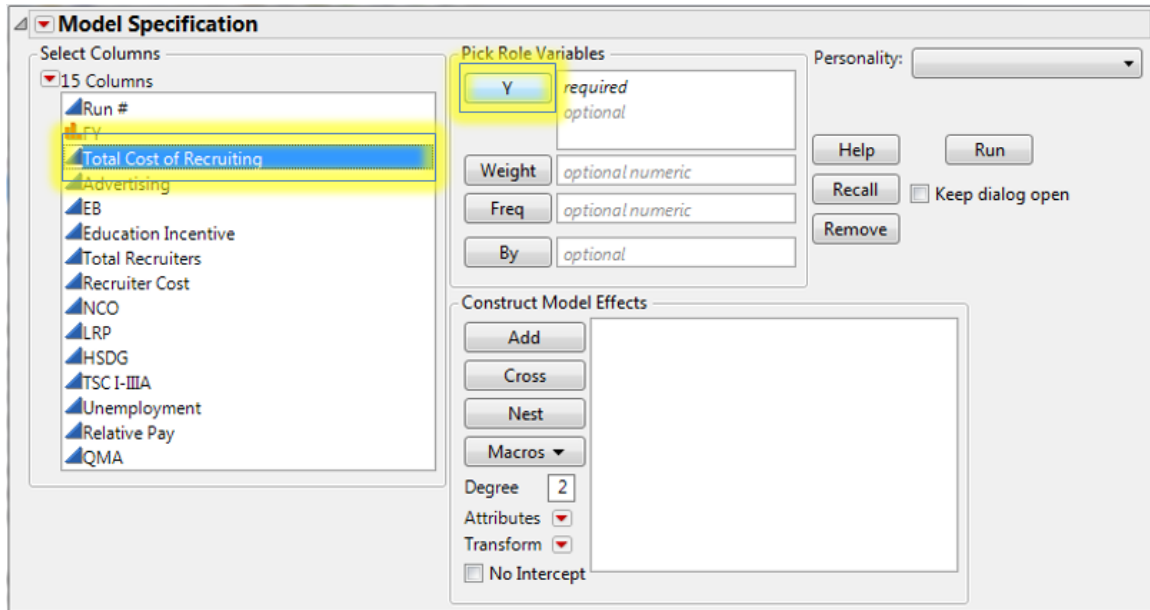 Model Specification
Select Columns
15 Columns
Run #
FY
Total Cost of Recruiting
Advertising
EB
Education Incentive
Total Recruiters
Recruiter Cost
NCO
LRP
HSDG
TSC I-IIIA
Unemployment
Relative Pay
QMA
Pick Role Variables
Y required
optional
Weight optional numeric
Freq optional numeric
By optional
Personality:
Help Run
Recall Keep dialog open
Remove
Construct Model Effects
Add
Cross
Nest
Macros
Degree 2
Attributes
Transform
No Intercept